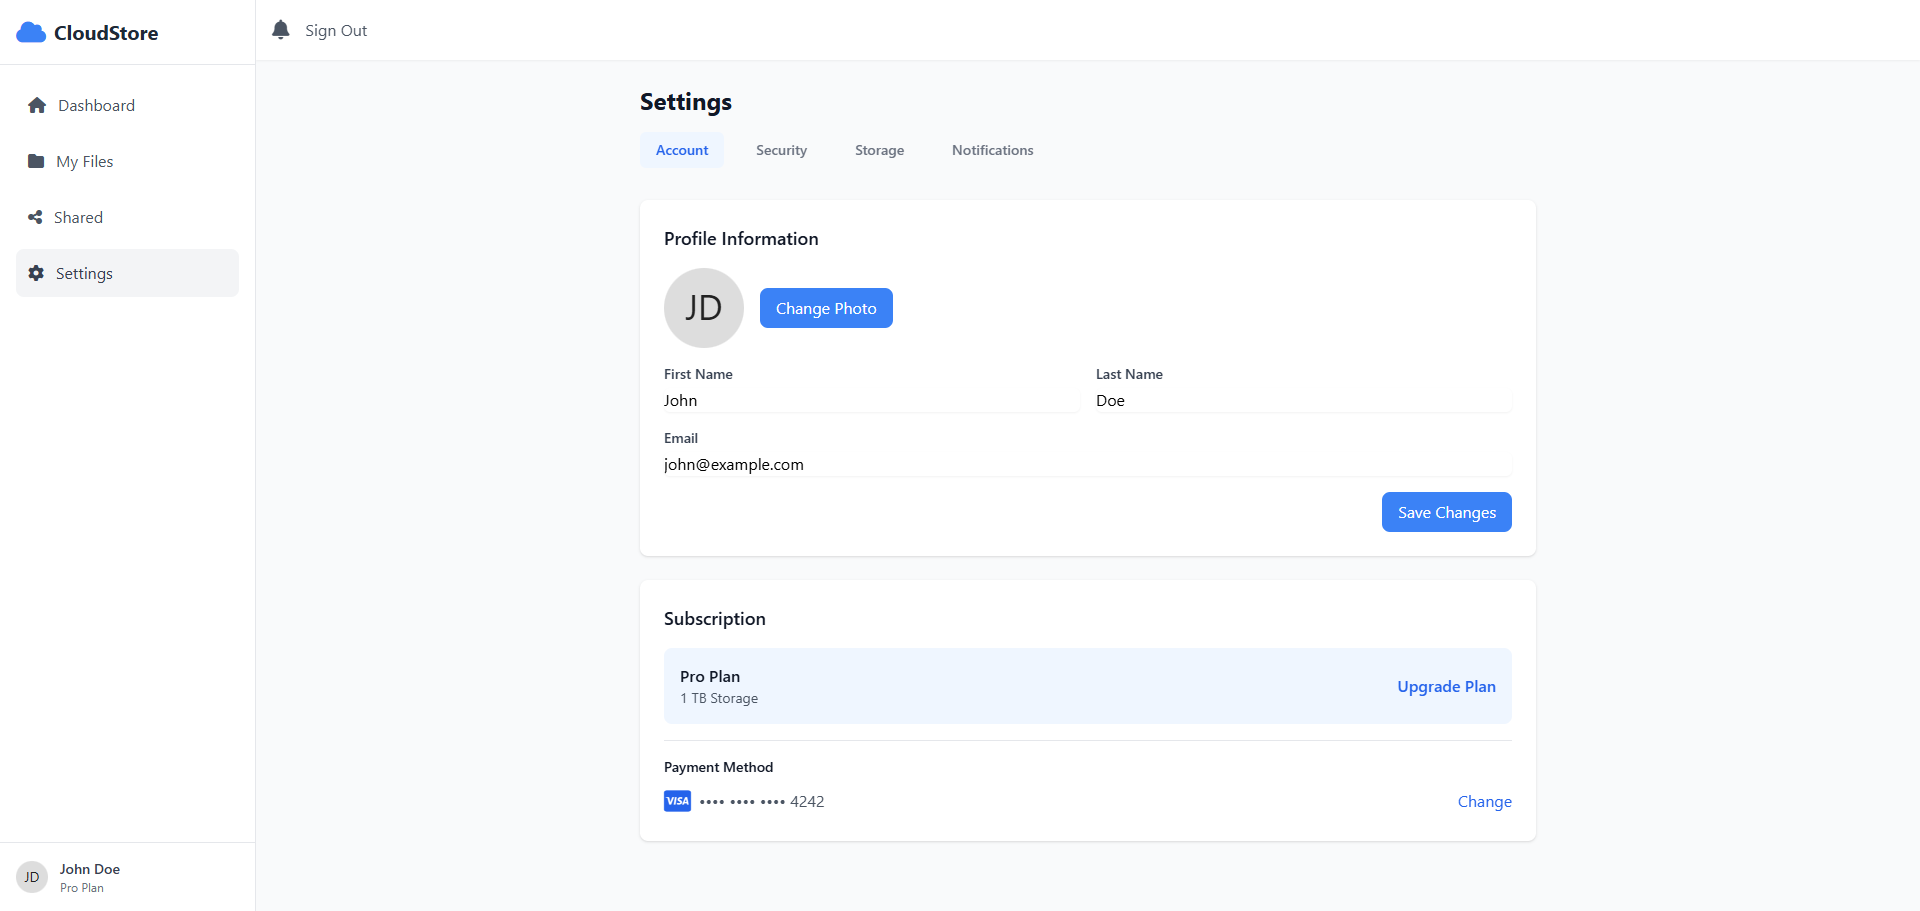 CloudStore
Dashboard
My Files
Shared
Settings
JD
John Doe
Pro Plan
Sign Out
Settings
Account Security Storage Notifications
Profile Information
JD
Change Photo
First Name Last Name
John Doe
Email
john@example.com
Save Changes
Subscription
Pro Plan
1 TB Storage
Upgrade Plan
Payment Method
VISA •••• •••• •••• 4242 Change